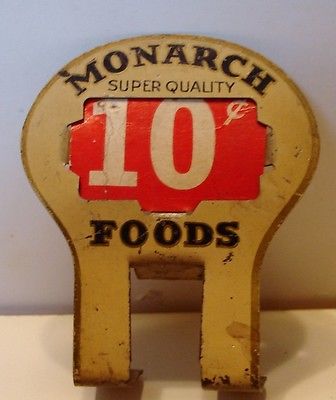 MONARCH
SUPER QUALITY
10¢
FOODS